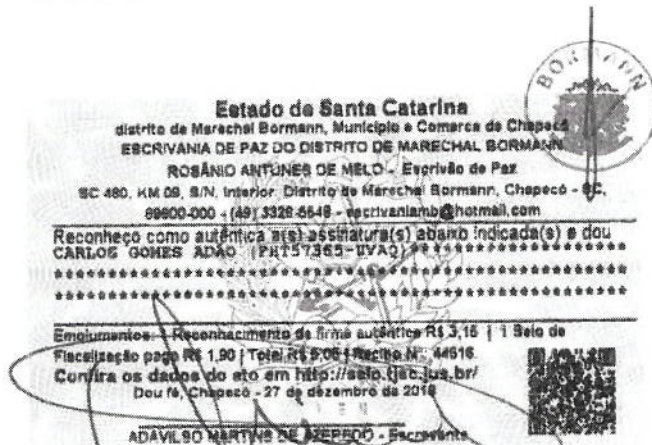 BORMANN
Estado de Santa Catarina
distrito de Marechal Bormann, Município e Comarca de Chapecó
ESCRIVANIA DE PAZ DO DISTRITO DE MARECHAL BORMANN
ROSÂNIO ANTUNES DE MELO - Escrivão de Paz
SC 480, KM 09, S/N, Interior, Distrito de Marechal Bormann, Chapecó - SC,
89800-000 - (49) 3328-5548 - escrivaniamb@hotmail.com
Reconheço como autêntica a(s) assinatura(s) abaixo indicada(s) e dou
CARLOS GOMES ADÃO (FHT57365-UVAQ)*********************
************************************************************
************************************************************
Emolumentos: Reconhecimento de firma autêntica R$ 3,15 | 1 Selo de
Fiscalização pago R$ 1,90 | Total R$ 5,05 | Recibo Nº: 44616
Confira os dados do ato em http://selo.tjsc.jus.br/
Dou fé, Chapecó - 27 de dezembro de 2018
ADAVILSO MARTINS DE AZEREDO - Escrevente